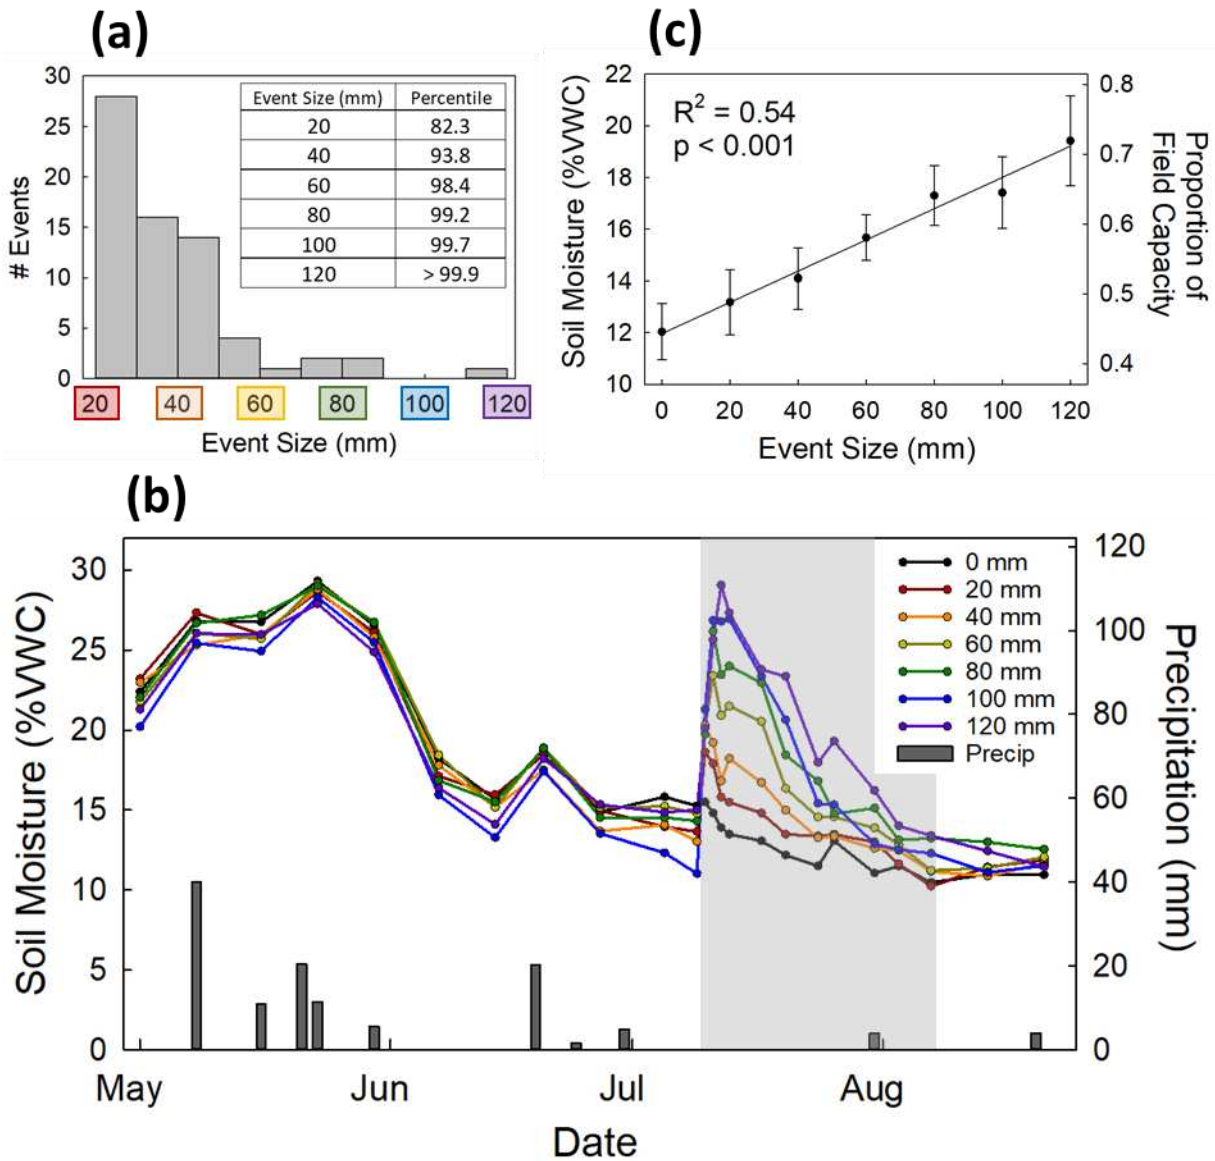 (a)
# Events
30
25
20
15
10
5
0
Event Size (mm) Percentile
20 82.3
40 93.8
60 98.4
80 99.2
100 99.7
120 > 99.9
20 40 60 80 100 120
Event Size (mm)
(c)
Soil Moisture (%VWC)
22
20
18
16
14
12
10
R² = 0.54
p < 0.001
0.8
0.7
0.6
0.5
0.4
Proportion of
Field Capacity
0 20 40 60 80 100 120
Event Size (mm)
(b)
Soil Moisture (%VWC)
30
25
20
15
10
5
0
0 mm
20 mm
40 mm
60 mm
80 mm
100 mm
120 mm
Precip
120
100
80
60
40
20
0
Precipitation (mm)
May Jun Jul Aug
Date